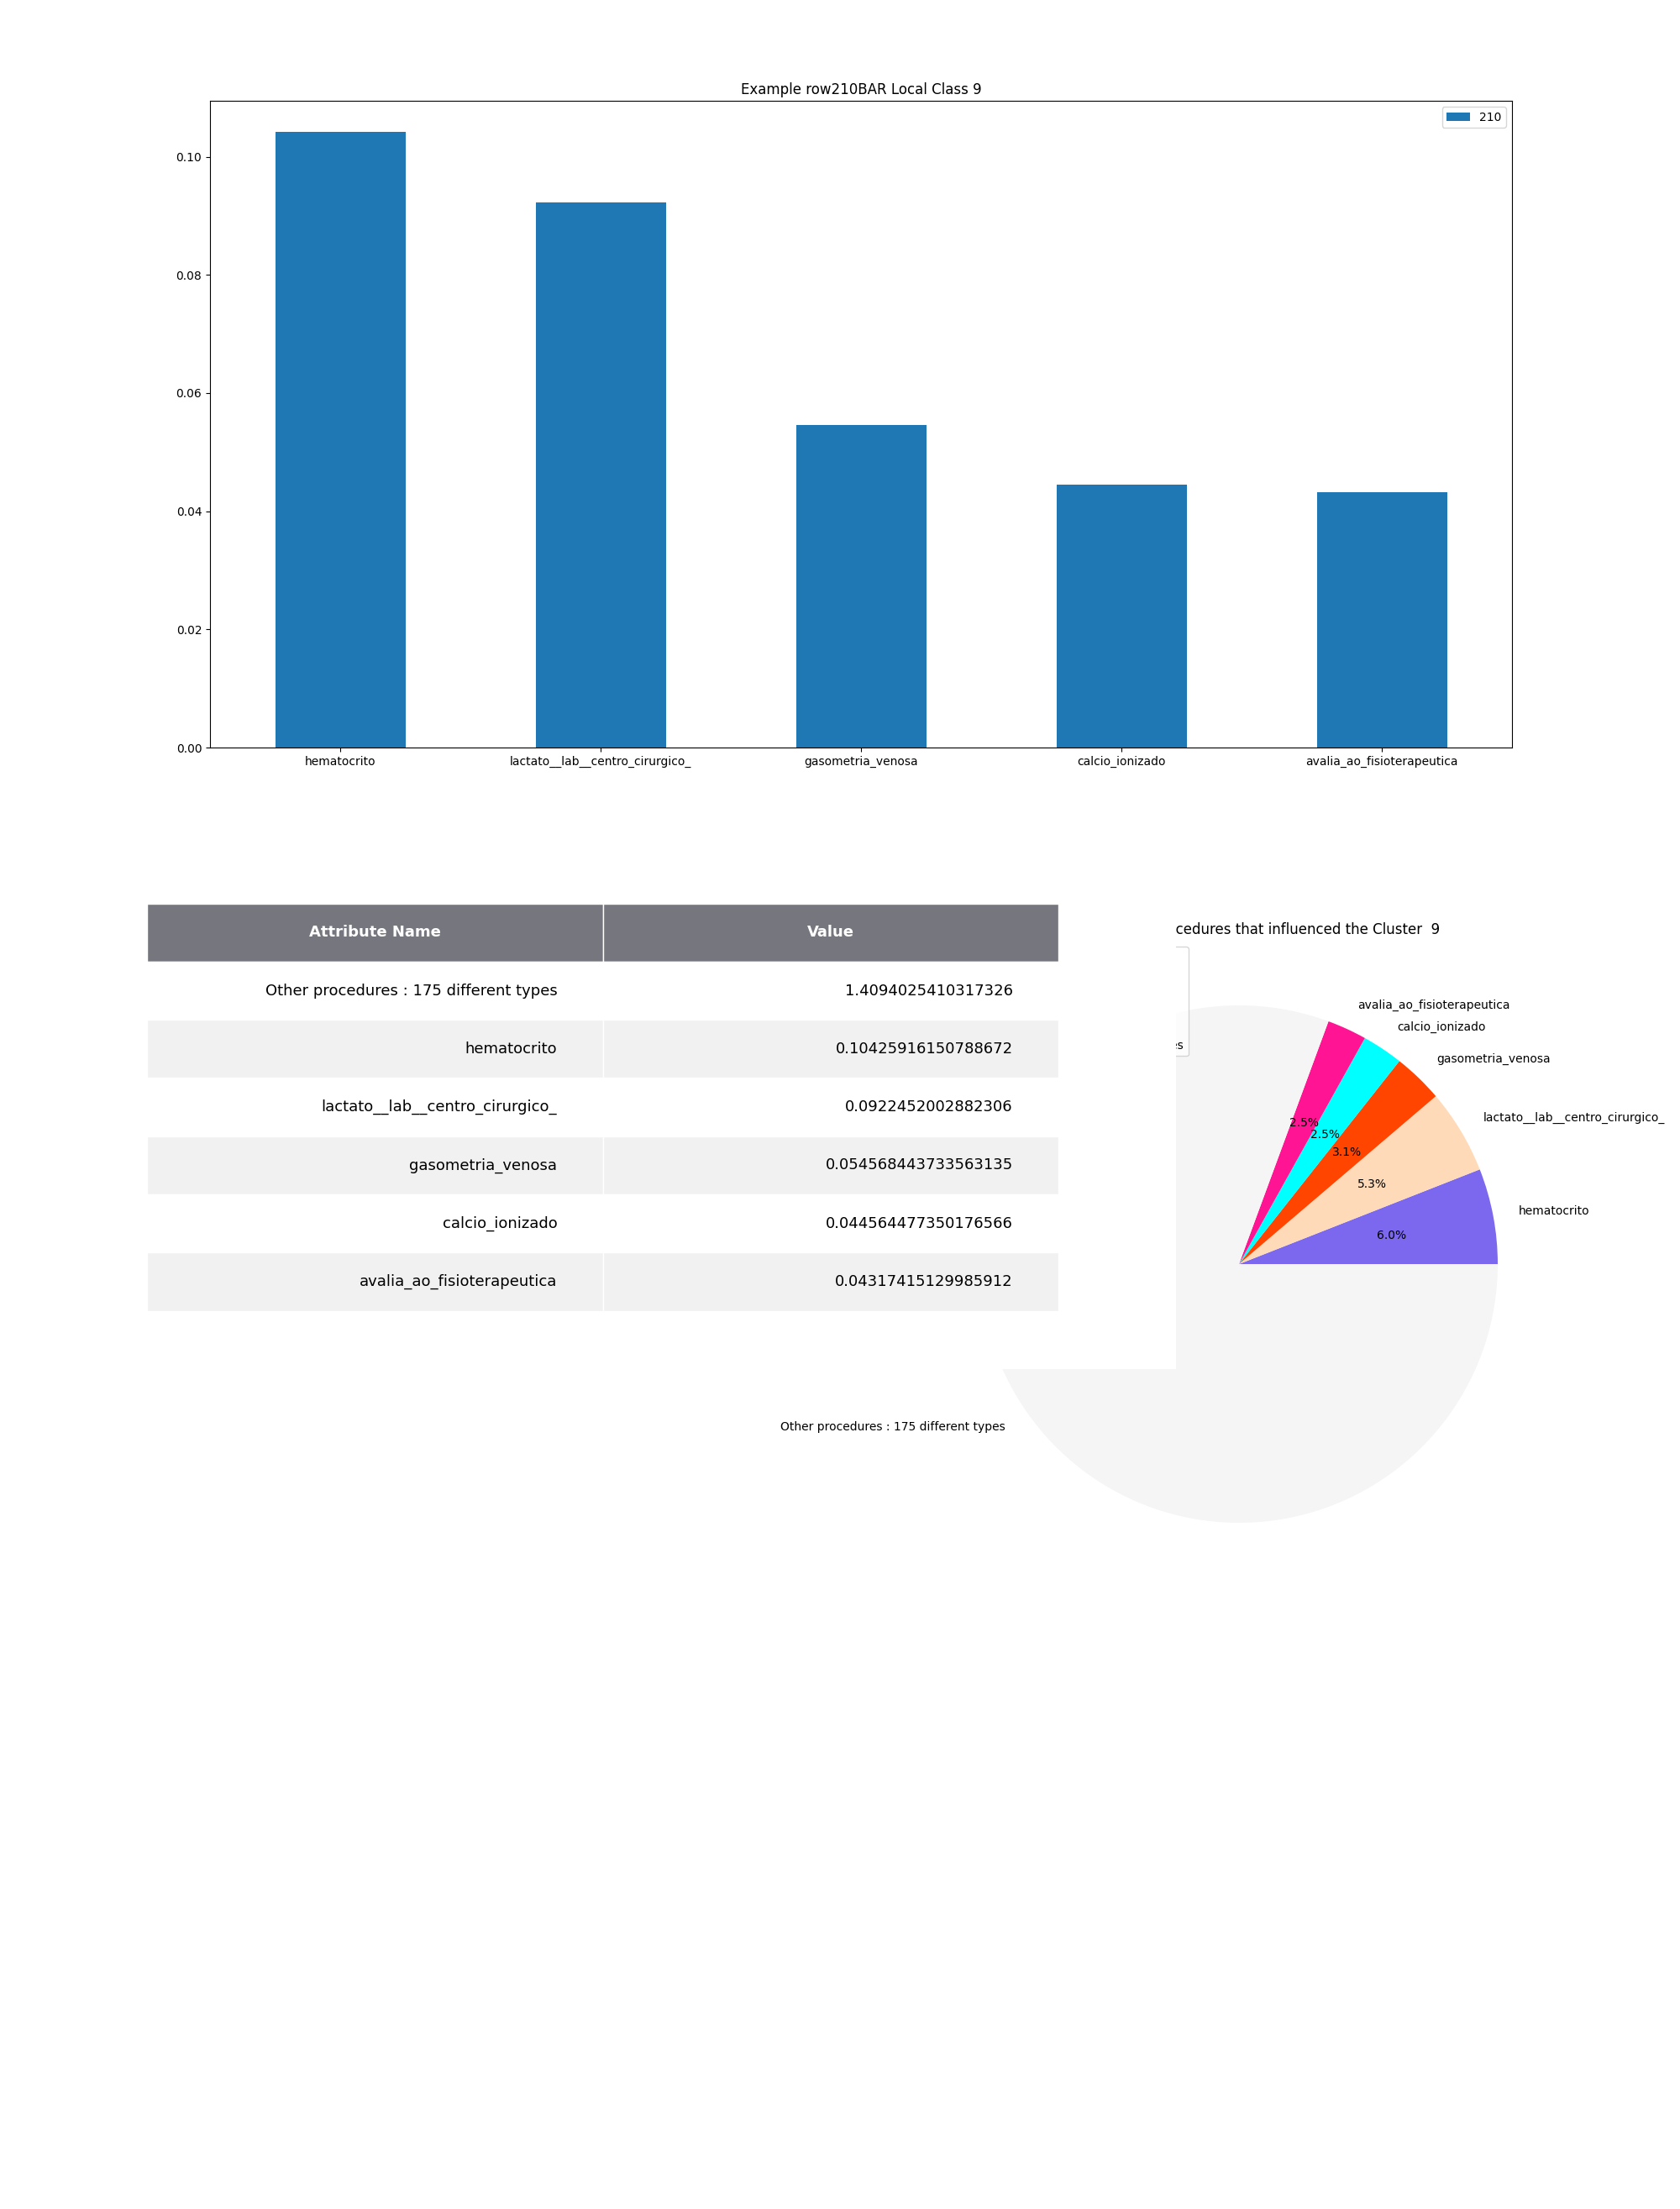 Example row210BAR Local Class 9
210
0.10
0.08
0.06
0.04
0.02
0.00
hematocrito lactato__lab__centro_cirurgico_ gasometria_venosa calcio_ionizado avalia_ao_fisioterapeutica
Attribute Name Value
Other procedures : 175 different types 1.4094025410317326
hematocrito 0.10425916150788672
lactato__lab__centro_cirurgico_ 0.0922452002882306
gasometria_venosa 0.054568443733563135
calcio_ionizado 0.044564477350176566
avalia_ao_fisioterapeutica 0.04317415129985912
cedures that influenced the Cluster 9
avalia_ao_fisioterapeutica
calcio_ionizado
gasometria_venosa
lactato__lab__centro_cirurgico_
hematocrito
2.5%
2.5%
3.1%
5.3%
6.0%
Other procedures : 175 different types